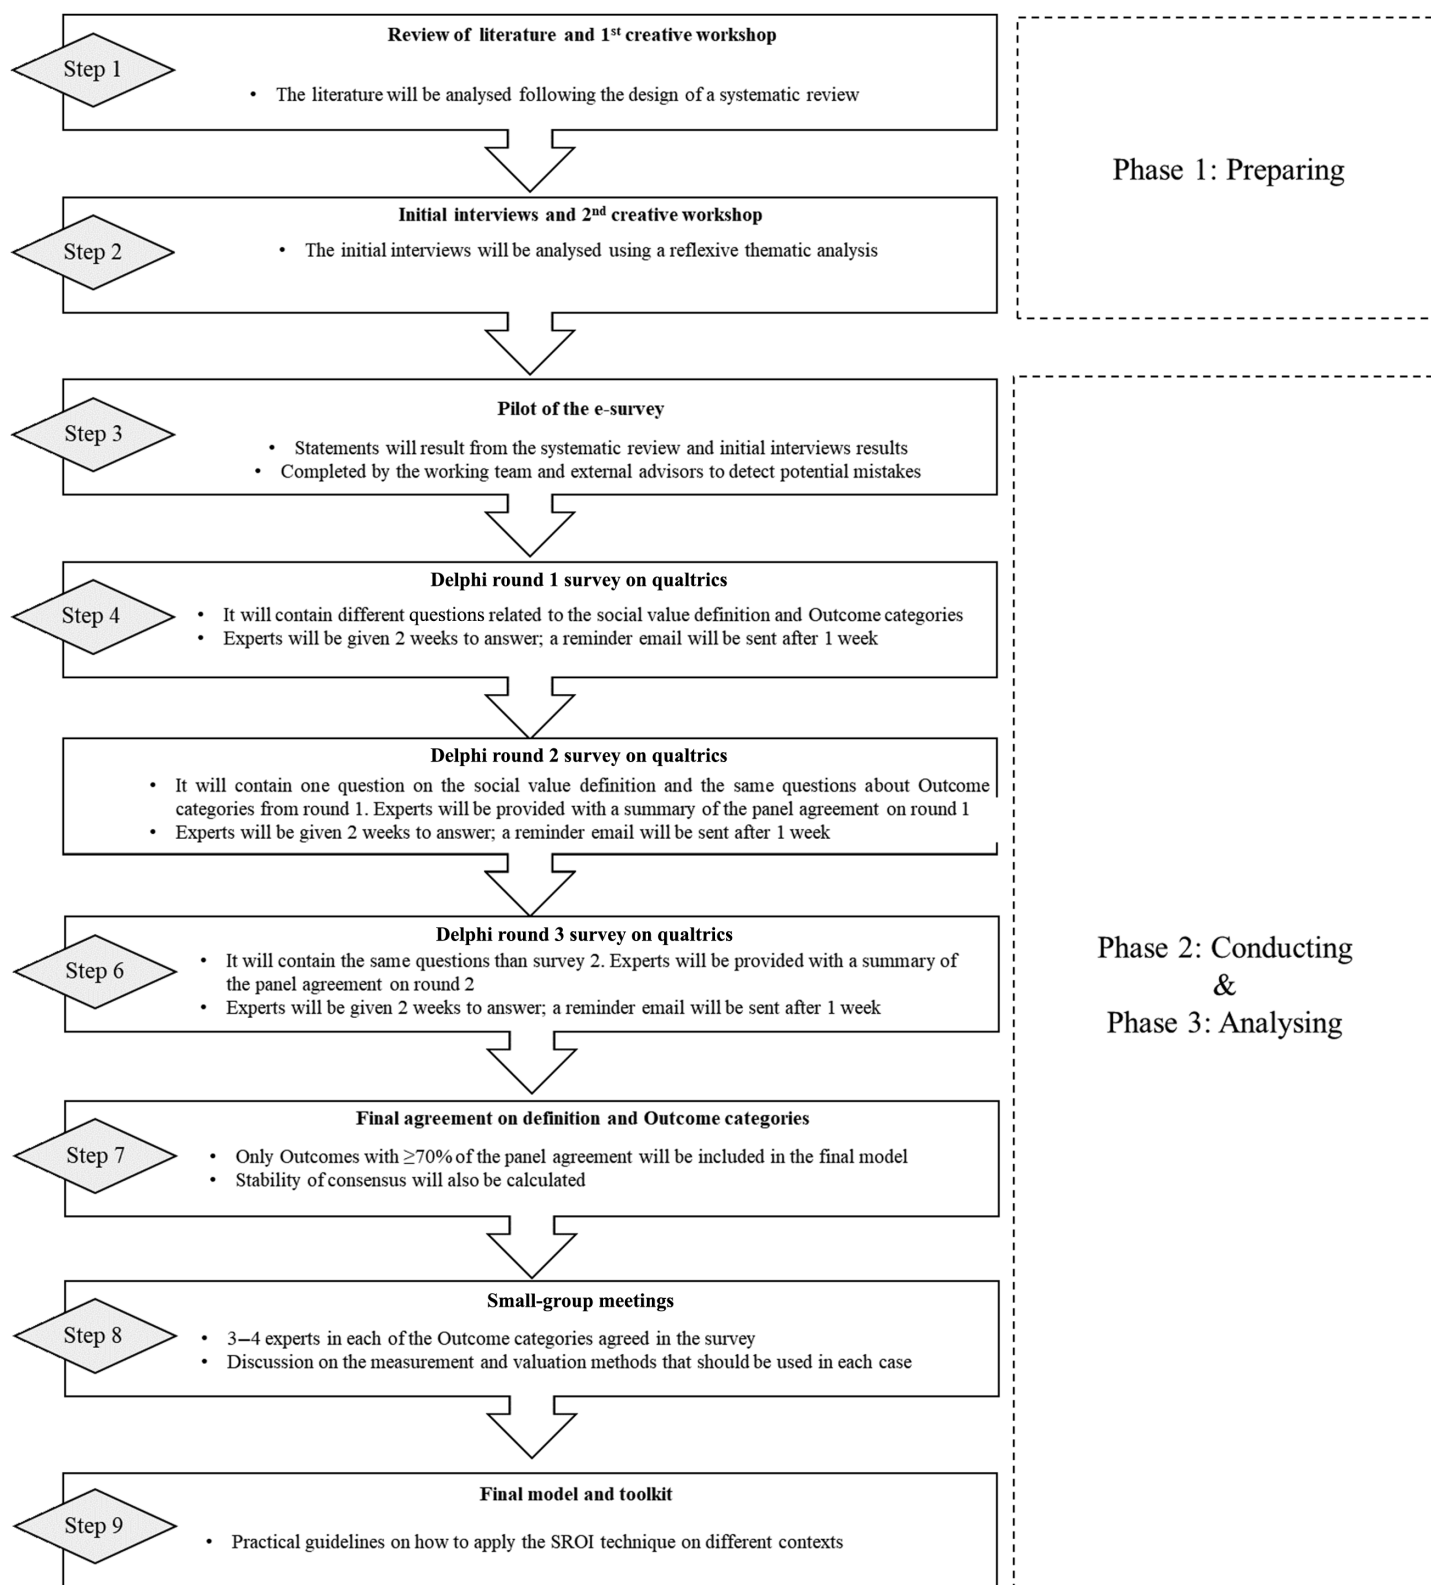 Review of literature and 1st creative workshop
Step 1
• The literature will be analysed following the design of a systematic review
Phase 1: Preparing
Initial interviews and 2nd creative workshop
Step 2
• The initial interviews will be analysed using a reflexive thematic analysis
Pilot of the e-survey
Step 3
• Statements will result from the systematic review and initial interviews results
• Completed by the working team and external advisors to detect potential mistakes
Delphi round 1 survey on qualtrics
Step 4
• It will contain different questions related to the social value definition and Outcome categories
• Experts will be given 2 weeks to answer; a reminder email will be sent after 1 week
Delphi round 2 survey on qualtrics
• It will contain one question on the social value definition and the same questions about Outcome
categories from round 1. Experts will be provided with a summary of the panel agreement on round 1
• Experts will be given 2 weeks to answer; a reminder email will be sent after 1 week
Delphi round 3 survey on qualtrics
Step 6
• It will contain the same questions than survey 2. Experts will be provided with a summary of
the panel agreement on round 2
• Experts will be given 2 weeks to answer; a reminder email will be sent after 1 week
Phase 2: Conducting
&
Phase 3: Analysing
Final agreement on definition and Outcome categories
Step 7
• Only Outcomes with ≥70% of the panel agreement will be included in the final model
• Stability of consensus will also be calculated
Small-group meetings
Step 8
• 3–4 experts in each of the Outcome categories agreed in the survey
• Discussion on the measurement and valuation methods that should be used in each case
Final model and toolkit
Step 9
• Practical guidelines on how to apply the SROI technique on different contexts